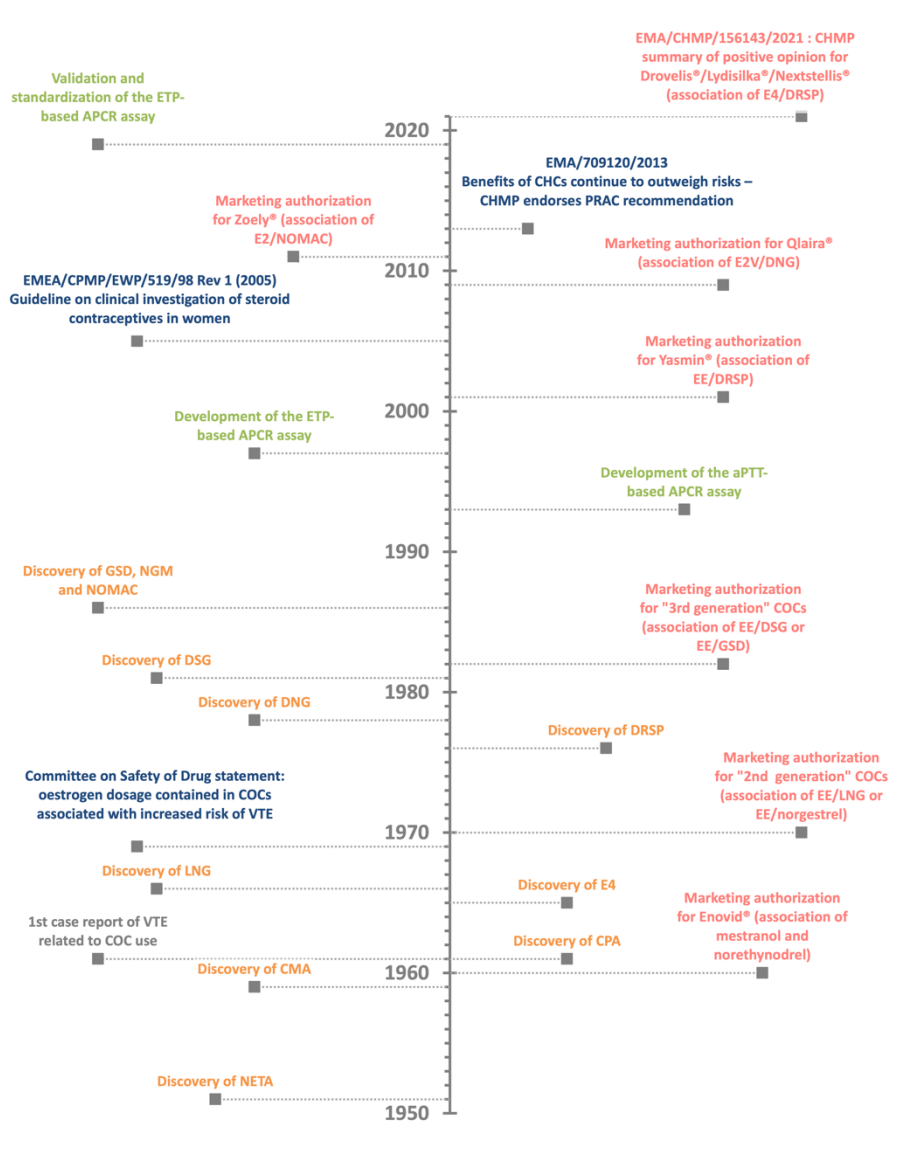 EMA/CHMP/156143/2021 : CHMP
summary of positive opinion for
Drovelis®/Lydisilka®/Nextstellis®
(association of E4/DRSP)
Validation and
standardization of the ETP-
based APCR assay
2020
EMA/709120/2013
Benefits of CHCs continue to outweigh risks –
CHMP endorses PRAC recommendation
Marketing authorization
for Zoely® (association of
E2/NOMAC)
Marketing authorization for Qlaira®
(association of E2V/DNG)
2010
EMEA/CPMP/EWP/519/98 Rev 1 (2005)
Guideline on clinical investigation of steroid
contraceptives in women
Marketing authorization
for Yasmin® (association of
EE/DRSP)
2000
Development of the ETP-
based APCR assay
Development of the aPTT-
based APCR assay
1990
Discovery of GSD, NGM
and NOMAC
Marketing authorization
for "3rd generation" COCs
(association of EE/DSG or
EE/GSD)
Discovery of DSG
1980
Discovery of DNG
Discovery of DRSP
Marketing authorization
for "2nd  generation" COCs
(association of EE/LNG or
EE/norgestrel)
Committee on Safety of Drug statement:
oestrogen dosage contained in COCs
associated with increased risk of VTE
1970
Discovery of LNG
Discovery of E4
Marketing authorization
for Enovid® (association of
mestranol and
norethynodrel)
1st case report of VTE
related to COC use
Discovery of CPA
Discovery of CMA
1960
Discovery of NETA
1950